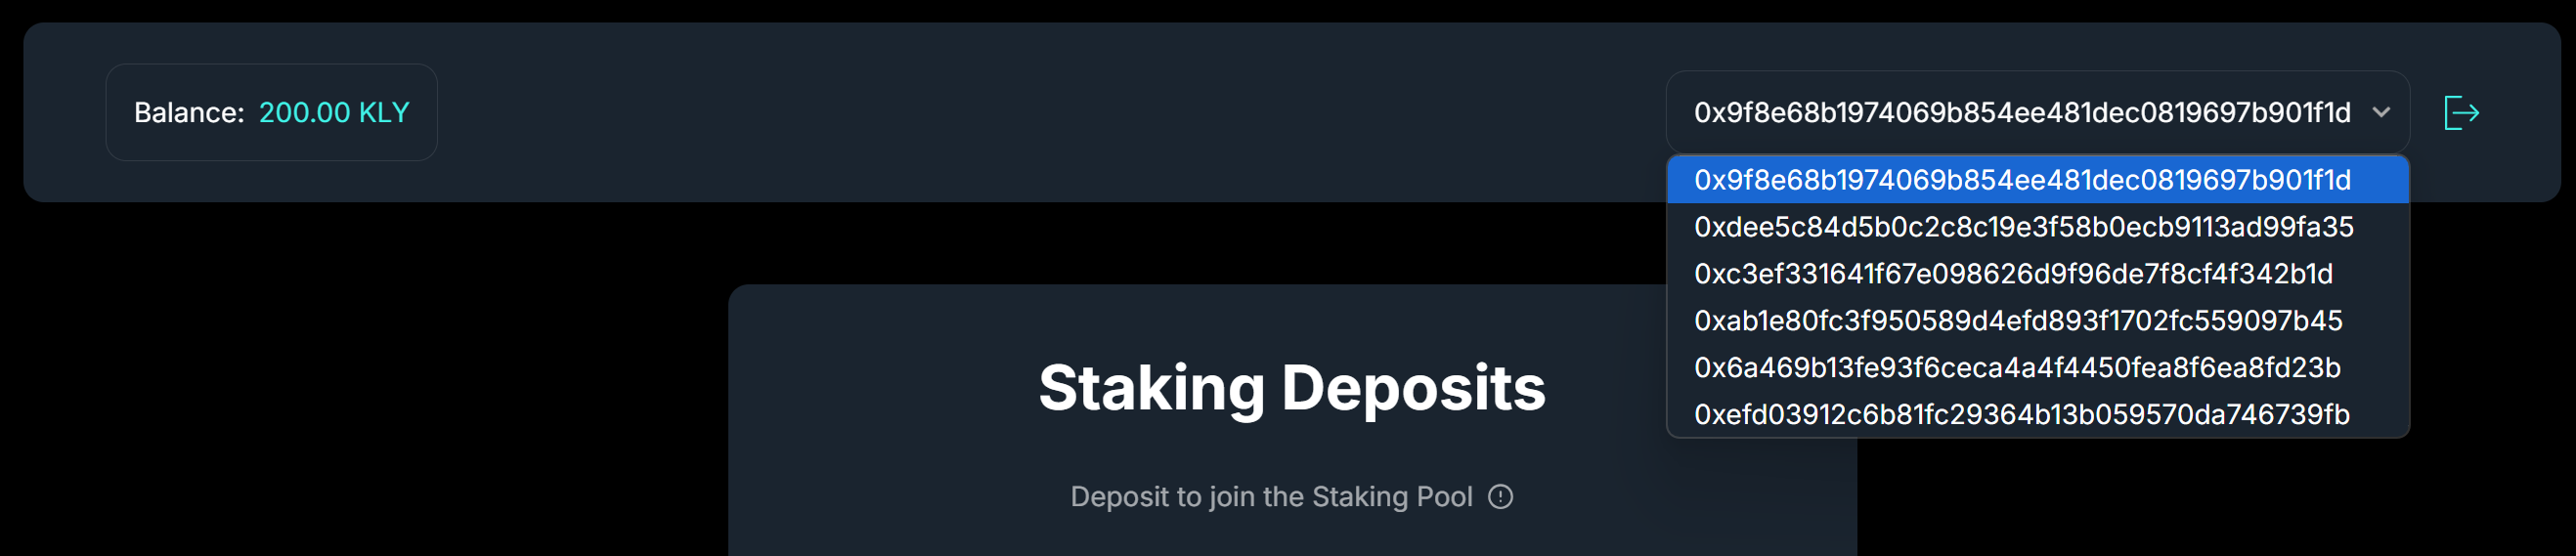 Balance: 200.00 KLY
0x9f8e68b1974069b854ee481dec0819697b901f1d
0x9f8e68b1974069b854ee481dec0819697b901f1d
0xdee5c84d5b0c2c8c19e3f58b0ecb9113ad99fa35
0xc3ef331641f67e098626d9f96de7f8cf4f342b1d
0xab1e80fc3f950589d4efd893f1702fc559097b45
0x6a469b13fe93f6ceca4a4f4450fea8f6ea8fd23b
0xefd03912c6b81fc29364b13b059570da746739fb
Staking Deposits
Deposit to join the Staking Pool